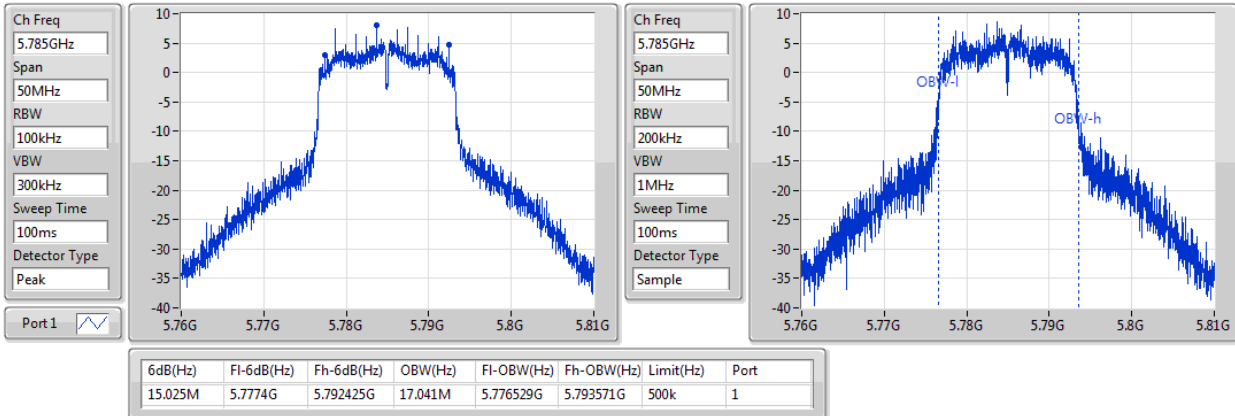 Ch Freq
5.785GHz
Span
50MHz
RBW
100kHz
VBW
300kHz
Sweep Time
100ms
Detector Type
Peak
Port 1
10
5
0
-5
-10
-15
-20
-25
-30
-35
-40
5.76G 5.77G 5.78G 5.79G 5.8G 5.81G
Ch Freq
5.785GHz
Span
50MHz
RBW
200kHz
VBW
1MHz
Sweep Time
100ms
Detector Type
Sample
10
5
0
-5
-10
-15
-20
-25
-30
-35
-40
OBW-l
OBW-h
5.76G 5.77G 5.78G 5.79G 5.8G 5.81G
6dB(Hz) Fl-6dB(Hz) Fh-6dB(Hz) OBW(Hz) Fl-OBW(Hz) Fh-OBW(Hz) Limit(Hz) Port
15.025M 5.7774G 5.792425G 17.041M 5.776529G 5.793571G 500k 1